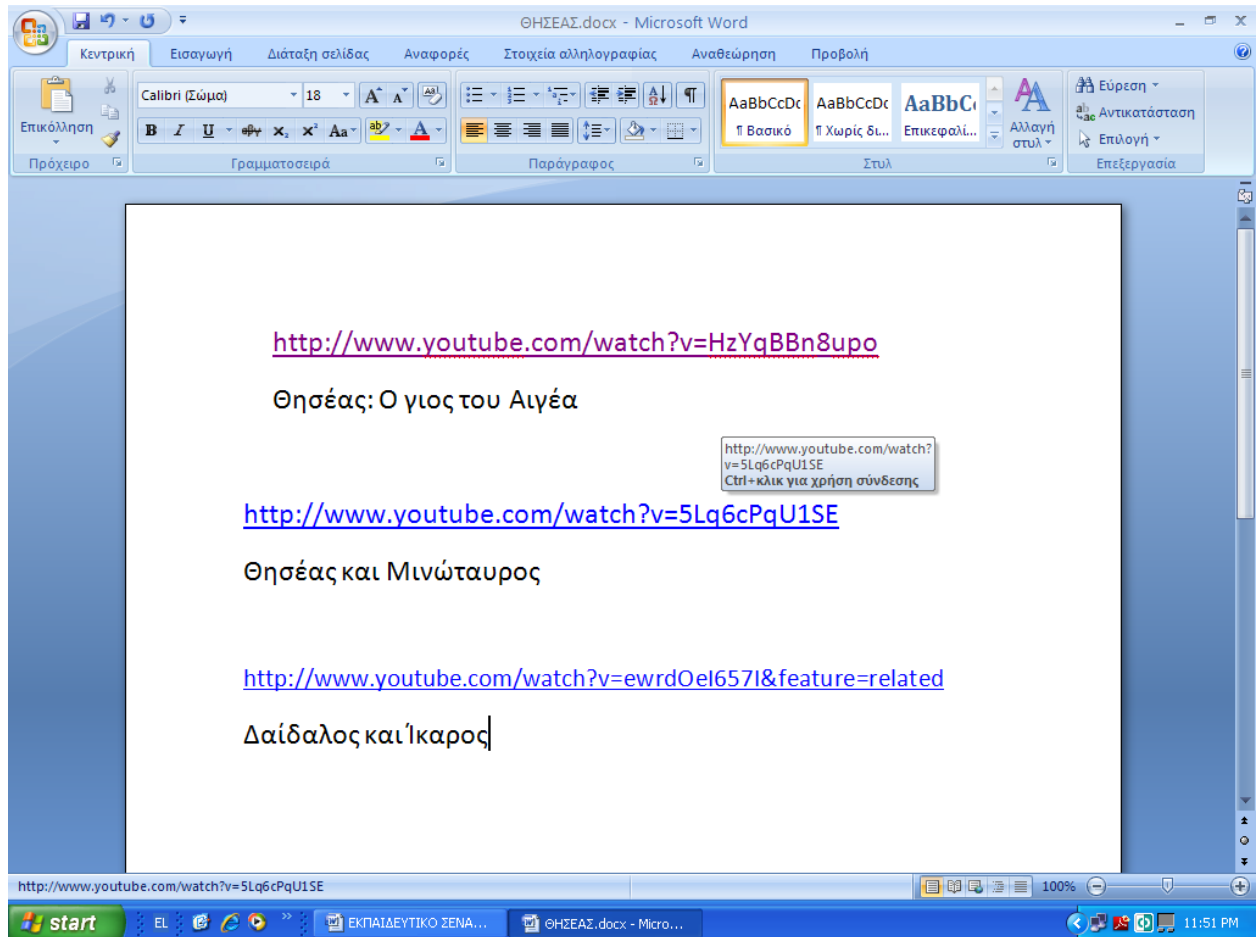 ΘΗΣΕΑΣ.docx - Microsoft Word
Κεντρική Εισαγωγή Διάταξη σελίδας Αναφορές Στοιχεία αλληλογραφίας Αναθεώρηση Προβολή
Επικόλληση
Πρόχειρο
Calibri (Σώμα) 18
Γραμματοσειρά
Παράγραφος
AaBbCcDc AaBbCcDc AaBbC
¶ Βασικό ¶ Χωρίς δι... Επικεφαλί...
Αλλαγή
στυλ
Στυλ
Εύρεση
Αντικατάσταση
Επιλογή
Επεξεργασία
http://www.youtube.com/watch?v=HzYqBBn8upo
Θησέας: Ο γιος του Αιγέα
http://www.youtube.com/watch?
v=5Lq6cPqU1SE
Ctrl+κλικ για χρήση σύνδεσης
http://www.youtube.com/watch?v=5Lq6cPqU1SE
Θησέας και Μινώταυρος
http://www.youtube.com/watch?v=ewrdOeI657I&feature=related
Δαίδαλος και Ίκαρος
http://www.youtube.com/watch?v=5Lq6cPqU1SE
100%
start EL ΕΚΠΑΙΔΕΥΤΙΚΟ ΣΕΝΑ... ΘΗΣΕΑΣ.docx - Micro... 11:51 PM